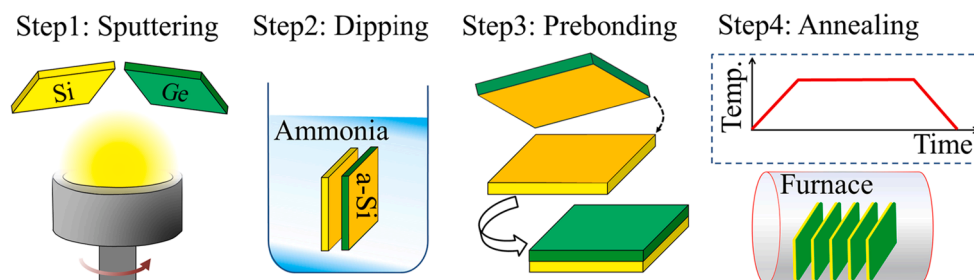 Step1: Sputtering
Step2: Dipping
Step3: Prebonding
Step4: Annealing
Si
Ge
Ammonia
a-Si
Temp.
Time
Furnace